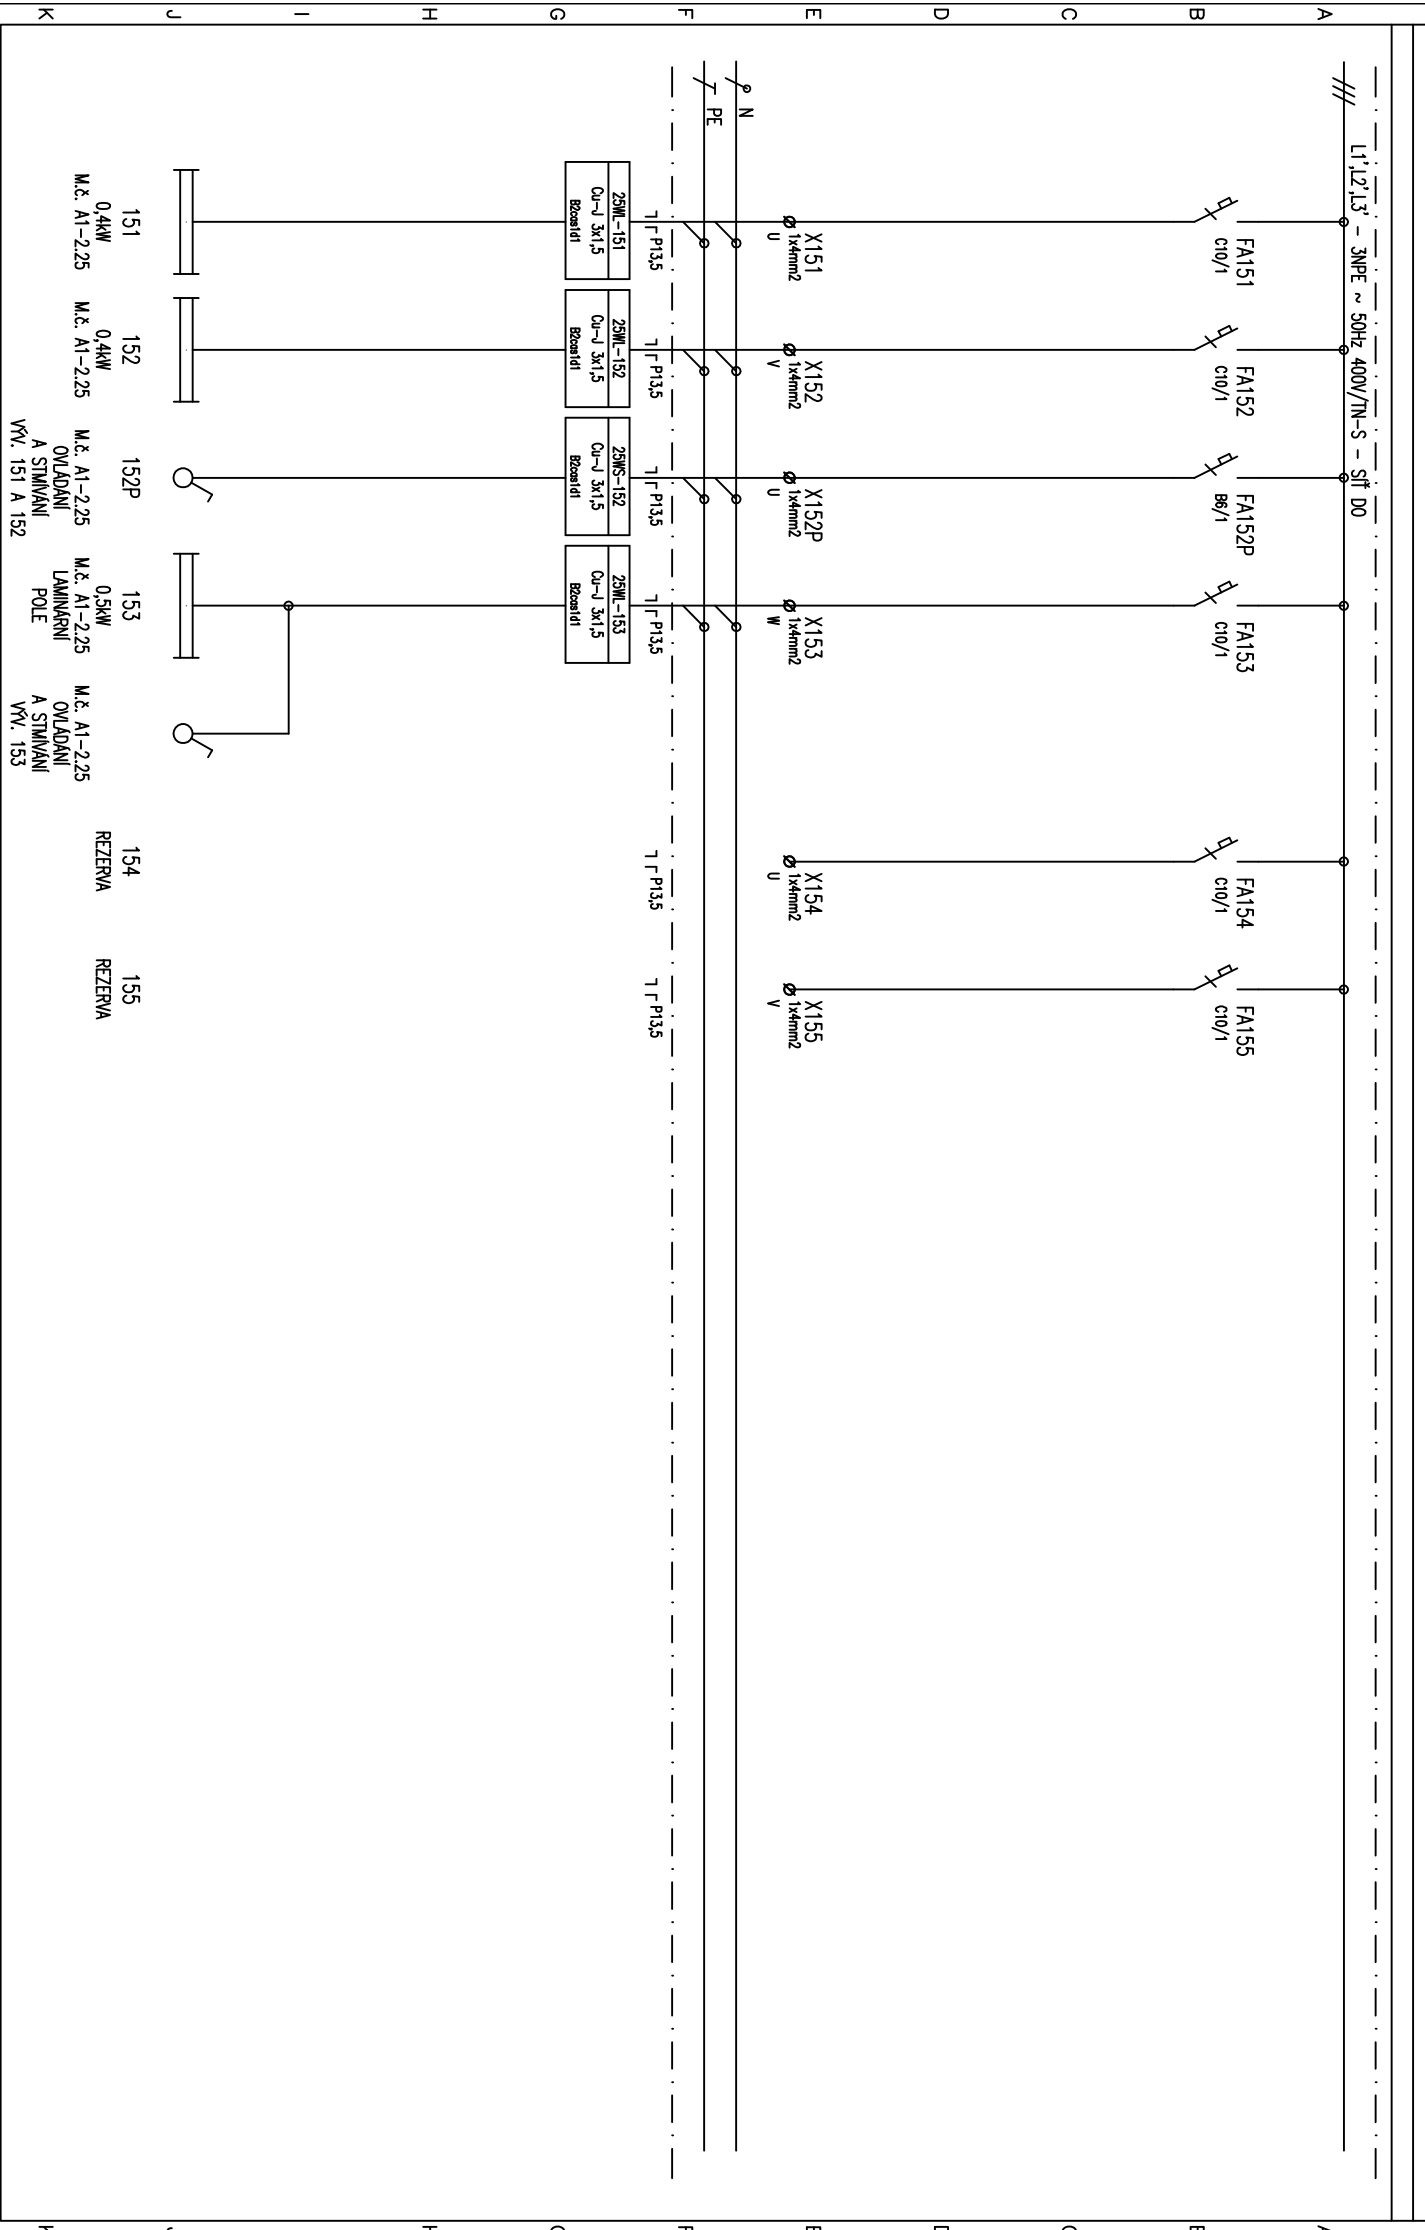 A
B
C
D
E
F
G
H
I
J
K
L1',L2',L3' - 3NPE ~ 50Hz 400V/TN-S - SÍŤ DO
FA151
C10/1
FA152
C10/1
FA152P
B6/1
FA153
C10/1
FA154
C10/1
FA155
C10/1
X151
1x4mm2
U
X152
1x4mm2
V
X152P
1x4mm2
U
X153
1x4mm2
W
X154
1x4mm2
U
X155
1x4mm2
V
N
PE
P13,5
P13,5
P13,5
P13,5
P13,5
P13,5
25WL-151
Cu-J 3x1,5
B2cas1d1
25WL-152
Cu-J 3x1,5
B2cas1d1
25WS-152
Cu-J 3x1,5
B2cas1d1
25WL-153
Cu-J 3x1,5
B2cas1d1
151
0,4kW
M.č. A1-2.25
152
0,4kW
M.č. A1-2.25
152P
M.č. A1-2.25
OVLÁDÁNÍ
A STMÍVÁNÍ
VÝV. 151 A 152
153
0,5kW
M.č. A1-2.25
LAMINÁRNÍ
POLE
M.č. A1-2.25
OVLÁDÁNÍ
A STMÍVÁNÍ
VÝV. 153
154
REZERVA
155
REZERVA